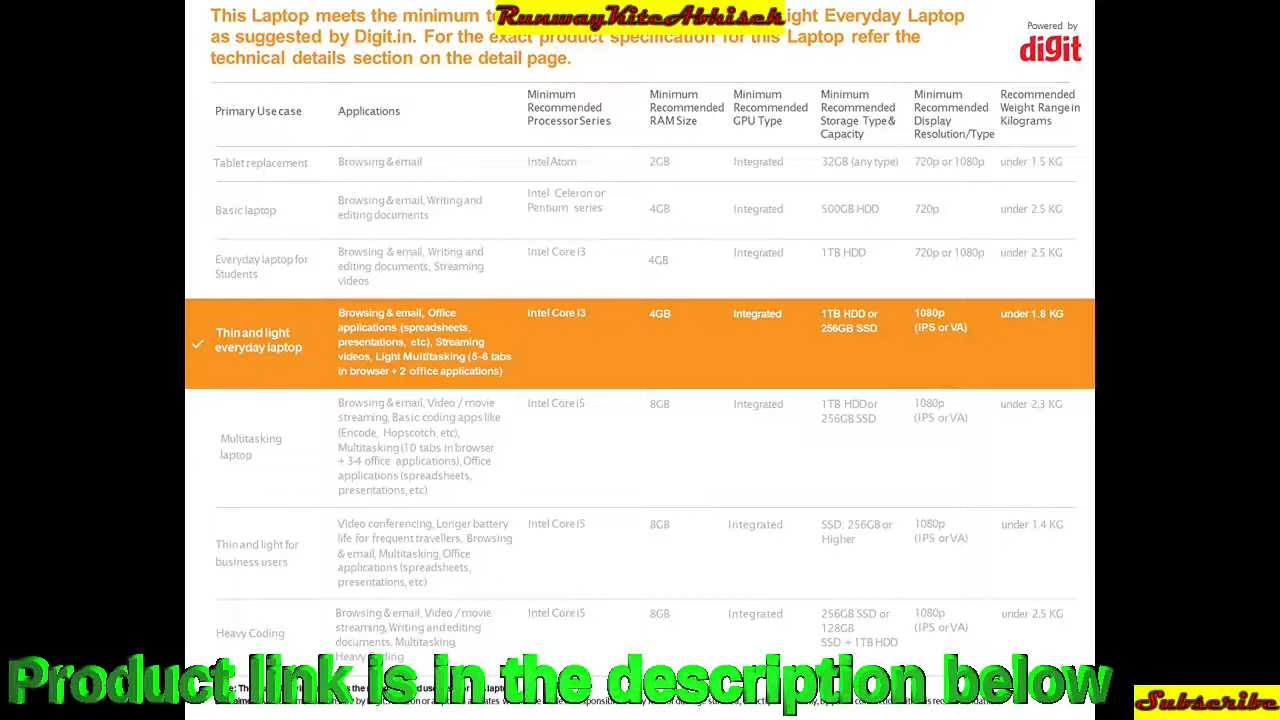 This Laptop meets the minimum
RunwayKiteAbhisek
ight Everyday Laptop
as suggested by Digit.in. For the exact product specification for this Laptop refer the
technical details section on the detail page.
Powered by
digit
Primary Use case
Applications
Minimum Recommended Processor Series
Minimum Recommended RAM Size
Minimum Recommended GPU Type
Minimum Recommended Storage Type & Capacity
Minimum Recommended Display Resolution/Type
Recommended Weight Range in Kilograms
Tablet replacement
Browsing & email
Intel Atom
2GB
Integrated
32GB (any type)
720p or 1080p
under 1.5 KG
Basic laptop
Browsing & email, Writing and
editing documents
Intel Celeron or
Pentium series
4GB
Integrated
500GB HDD
720p
under 2.5 KG
Everyday laptop for
Students
Browsing & email, Writing and
editing documents, Streaming
videos
Intel Core i3
4GB
Integrated
1TB HDD
720p or 1080p
under 2.5 KG
Thin and light
everyday laptop
Browsing & email, Office
applications (spreadsheets,
presentations, etc), Streaming
videos, Light Multitasking (5-6 tabs
in browser + 2 office applications)
Intel Core i3
4GB
Integrated
1TB HDD or
256GB SSD
1080p
(IPS or VA)
under 1.8 KG
Multitasking
laptop
Browsing & email, Video / movie
streaming, Basic coding apps like
(Encode, Hopscotch, etc),
Multitasking (10 tabs in browser
+ 3-4 office applications), Office
applications (spreadsheets,
presentations, etc)
Intel Core i5
8GB
Integrated
1TB HDD or
256GB SSD
1080p
(IPS or VA)
under 2.3 KG
Thin and light for
business users
Video conferencing, Longer battery
life for frequent travellers, Browsing
& email, Multitasking, Office
applications (spreadsheets,
presentations, etc)
Intel Core i5
8GB
Integrated
SSD: 256GB or
Higher
1080p
(IPS or VA)
under 1.4 KG
Heavy Coding
Browsing & email, Video / movie
streaming, Writing and editing
documents, Multitasking,
Heavy Coding
Intel Core i5
8GB
Integrated
256GB SSD or
128GB
SSD + 1TB HDD
1080p
(IPS or VA)
under 2.5 KG
Product link is in the description below
Subscribe